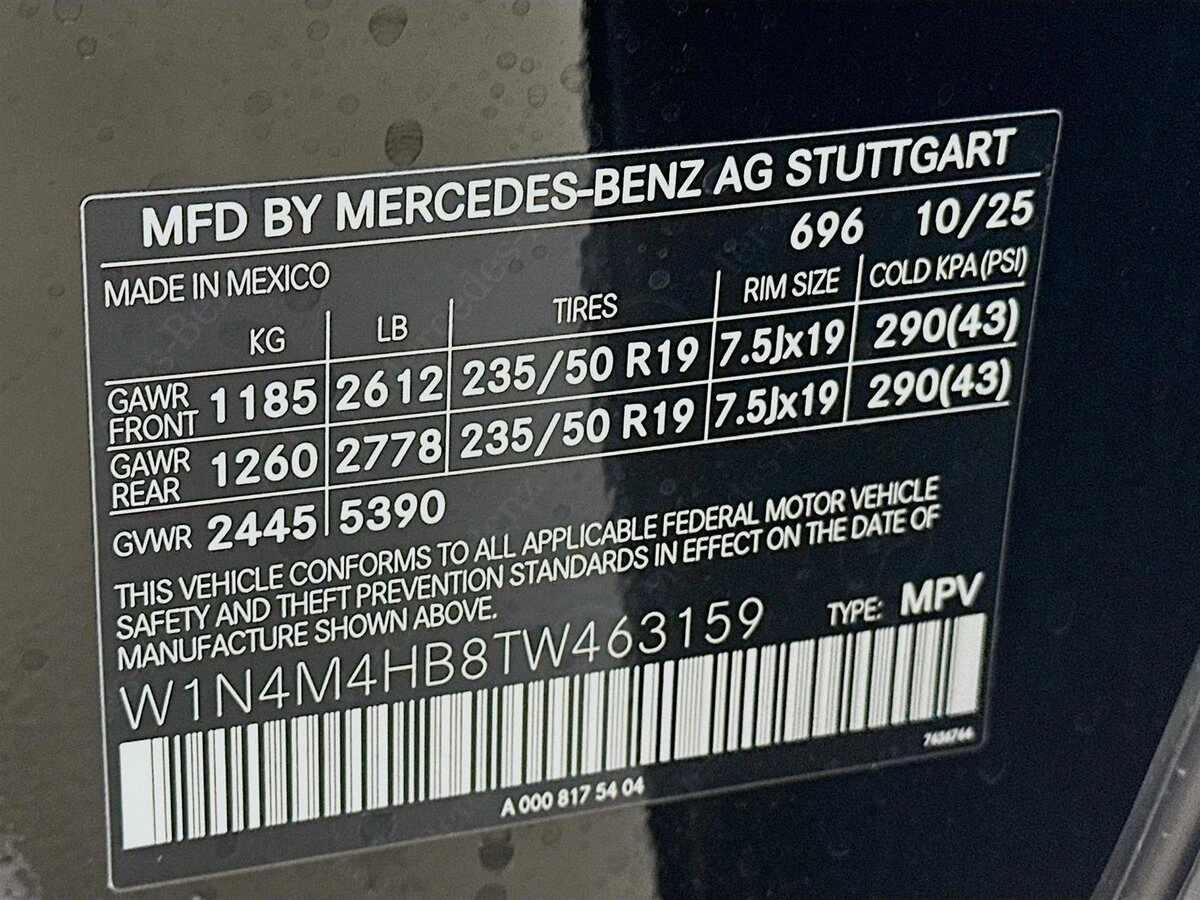 MFD BY MERCEDES-BENZ AG STUTTGART
696 10/25
MADE IN MEXICO
KG LB TIRES RIM SIZE COLD KPA(PSI)
GAWR FRONT 1185 2612 235/50 R19 7.5Jx19 290(43)
GAWR REAR 1260 2778 235/50 R19 7.5Jx19 290(43)
GVWR 2445 5390
THIS VEHICLE CONFORMS TO ALL APPLICABLE FEDERAL MOTOR VEHICLE
SAFETY AND THEFT PREVENTION STANDARDS IN EFFECT ON THE DATE OF
MANUFACTURE SHOWN ABOVE.
W1N4M4HB8TW463159 TYPE: MPV
A 000 817 54 04